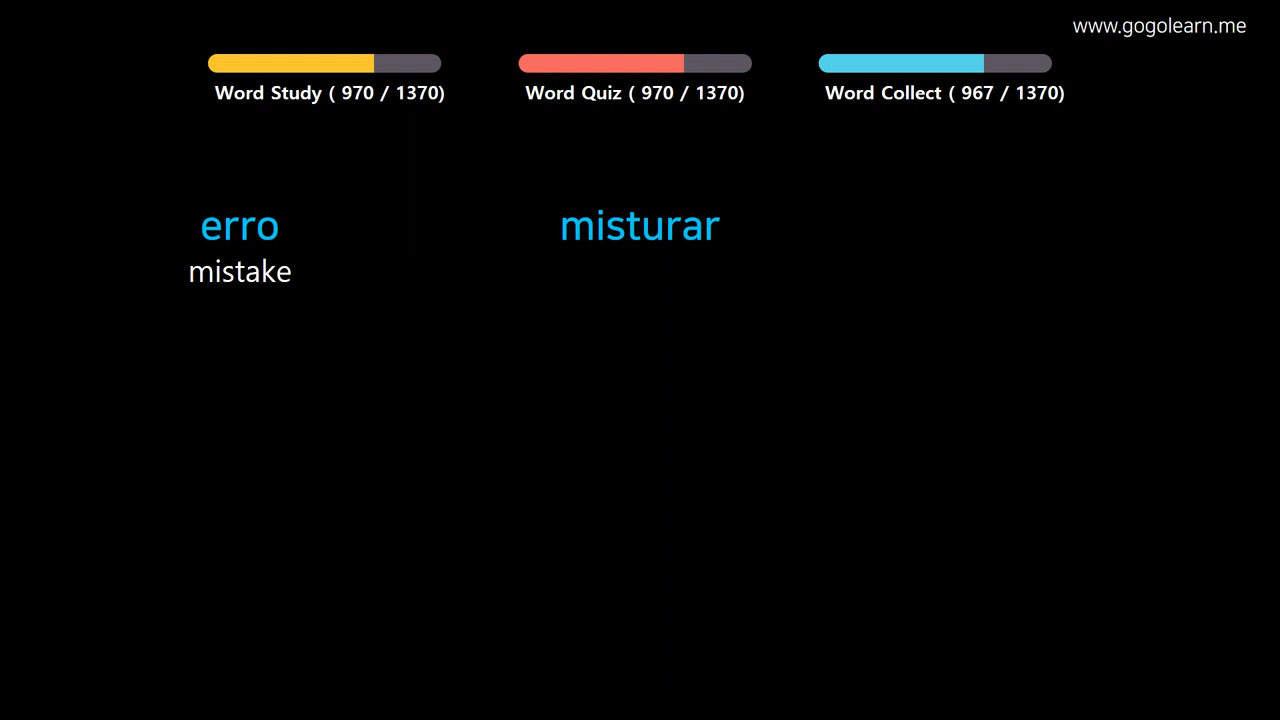 www.gogolearn.me
Word Study ( 970 / 1370)
Word Quiz ( 970 / 1370)
Word Collect ( 967 / 1370)
erro
mistake
misturar